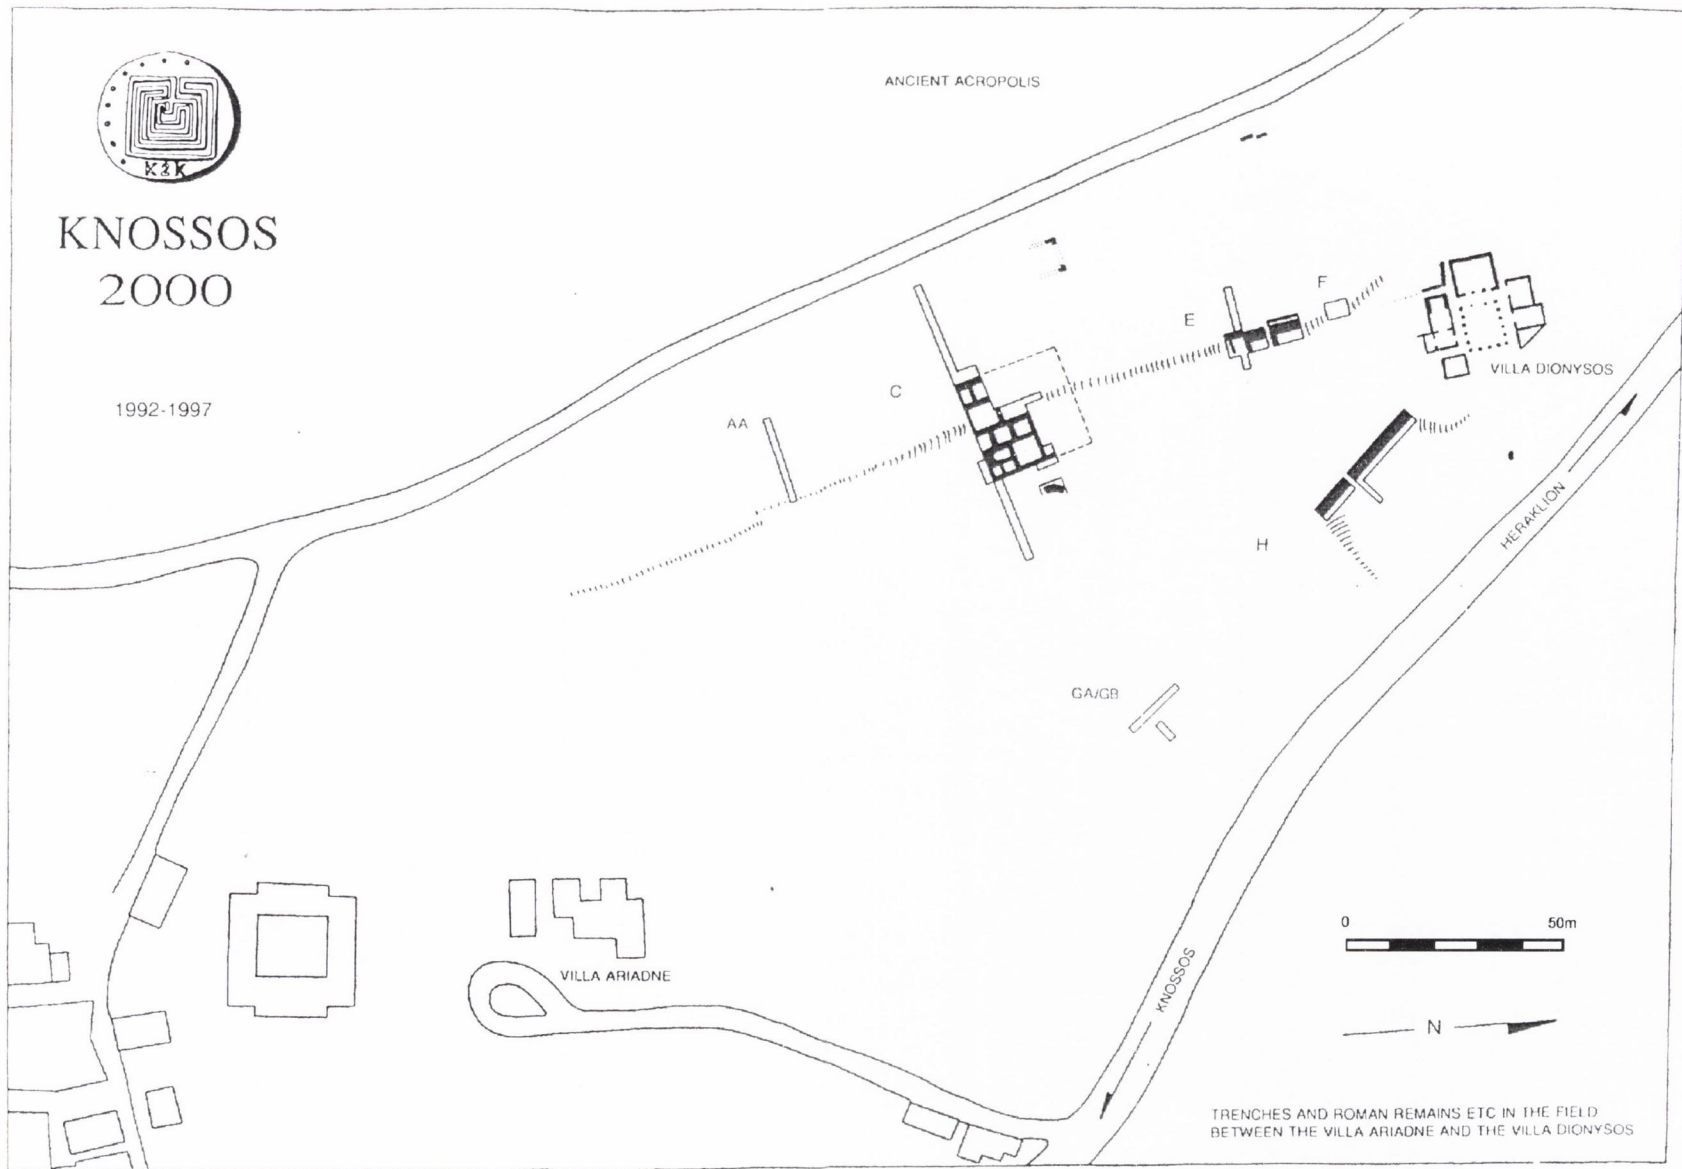 K2K
KNOSSOS
2000
1992-1997
ANCIENT ACROPOLIS
F
E
C
AA
VILLA DIONYSOS
HERAKLION
H
GA/GB
KNOSSOS
VILLA ARIADNE
0 50m
N
TRENCHES AND ROMAN REMAINS ETC IN THE FIELD
BETWEEN THE VILLA ARIADNE AND THE VILLA DIONYSOS